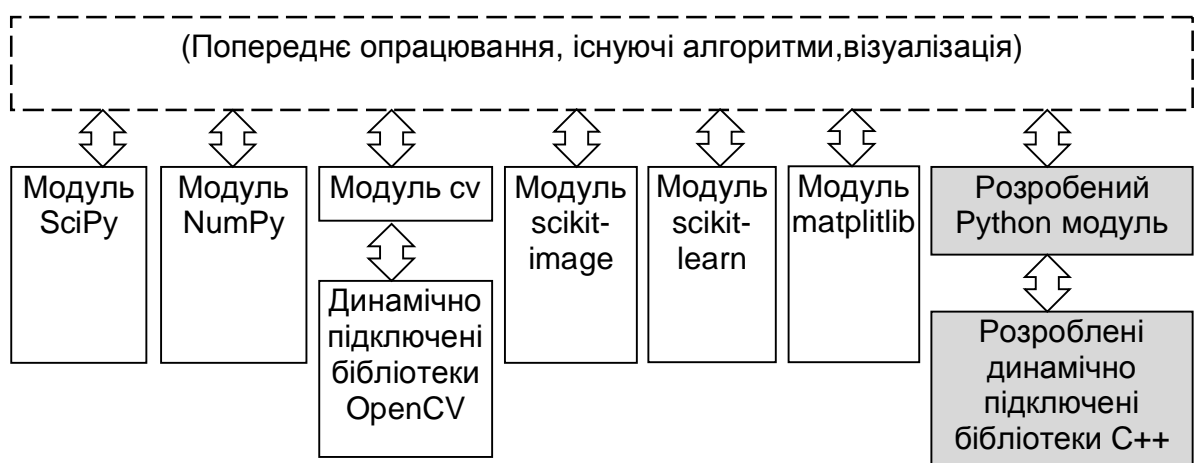 (Попереднє опрацювання, існуючі алгоритми,візуалізація)
Модуль
SciPy
Модуль
NumPy
Модуль cv
Динамічно
підключені
бібліотеки
OpenCV
Модуль
scikit-
image
Модуль
scikit-
learn
Модуль
matplitlib
Розробений
Python модуль
Розроблені
динамічно
підключені
бібліотеки C++